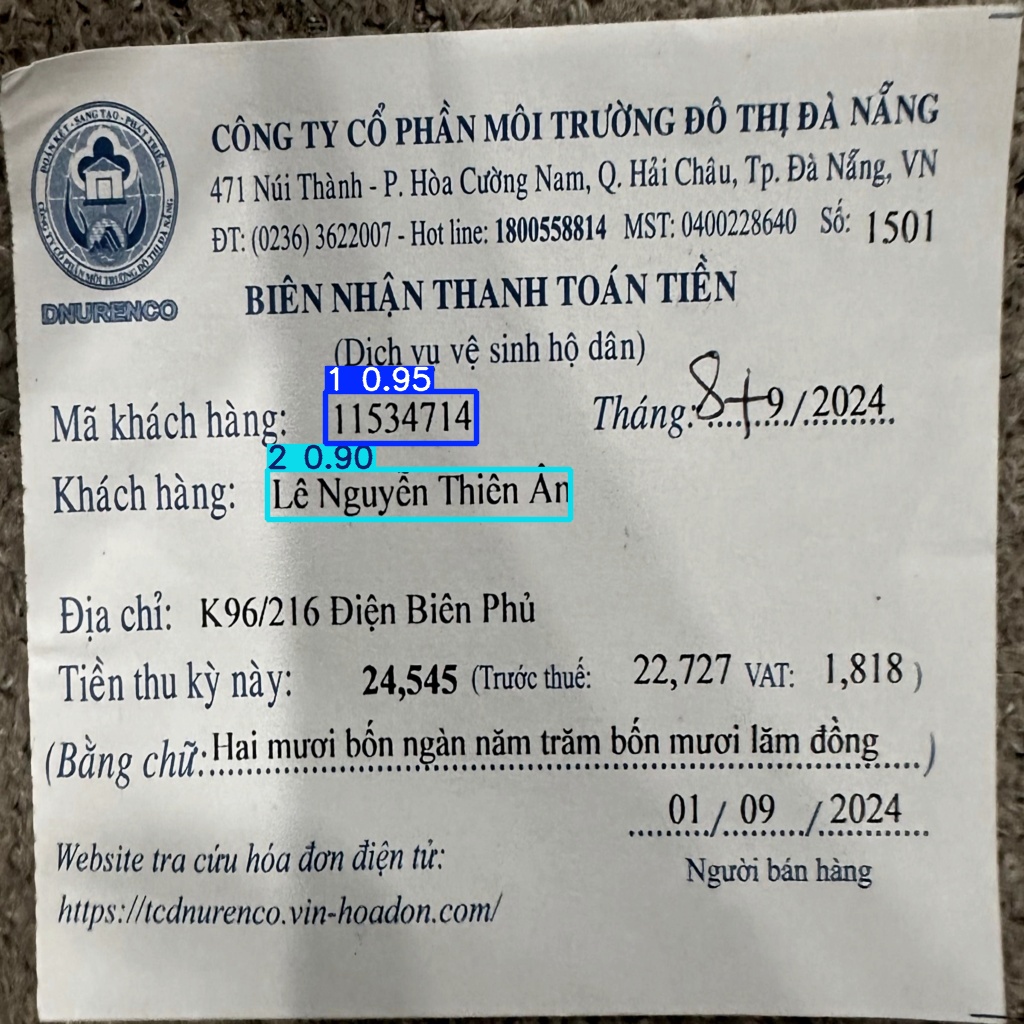 ĐOÀN KẾT - SANG TẠO - PHÁT TRIỂN
CÔNG TY CỔ PHẦN MÔI TRƯỜNG ĐÔ THỊ ĐÀ NẴNG
DNURENCO
CÔNG TY CỔ PHẦN MÔI TRƯỜNG ĐÔ THỊ ĐÀ NẴNG
471 Núi Thành - P. Hòa Cường Nam, Q. Hải Châu, Tp. Đà Nẵng, VN
ĐT: (0236) 3622007 - Hot line: 1800558814 MST: 0400228640 Số: 1501
BIÊN NHẬN THANH TOÁN TIỀN
(Dịch vụ vệ sinh hộ dân)
1 0.95
Mã khách hàng: 11534714 Tháng: 8+9/2024
2 0.90
Khách hàng: Lê Nguyễn Thiên Ân
Địa chỉ: K96/216 Điện Biên Phủ
Tiền thu kỳ này: 24,545 (Trước thuế: 22,727 VAT: 1,818 )
(Bằng chữ: Hai mươi bốn ngàn năm trăm bốn mươi lăm đồng )
01 / 09 / 2024
Người bán hàng
Website tra cứu hóa đơn điện tử:
https://tcdnurenco.vin-hoadon.com/